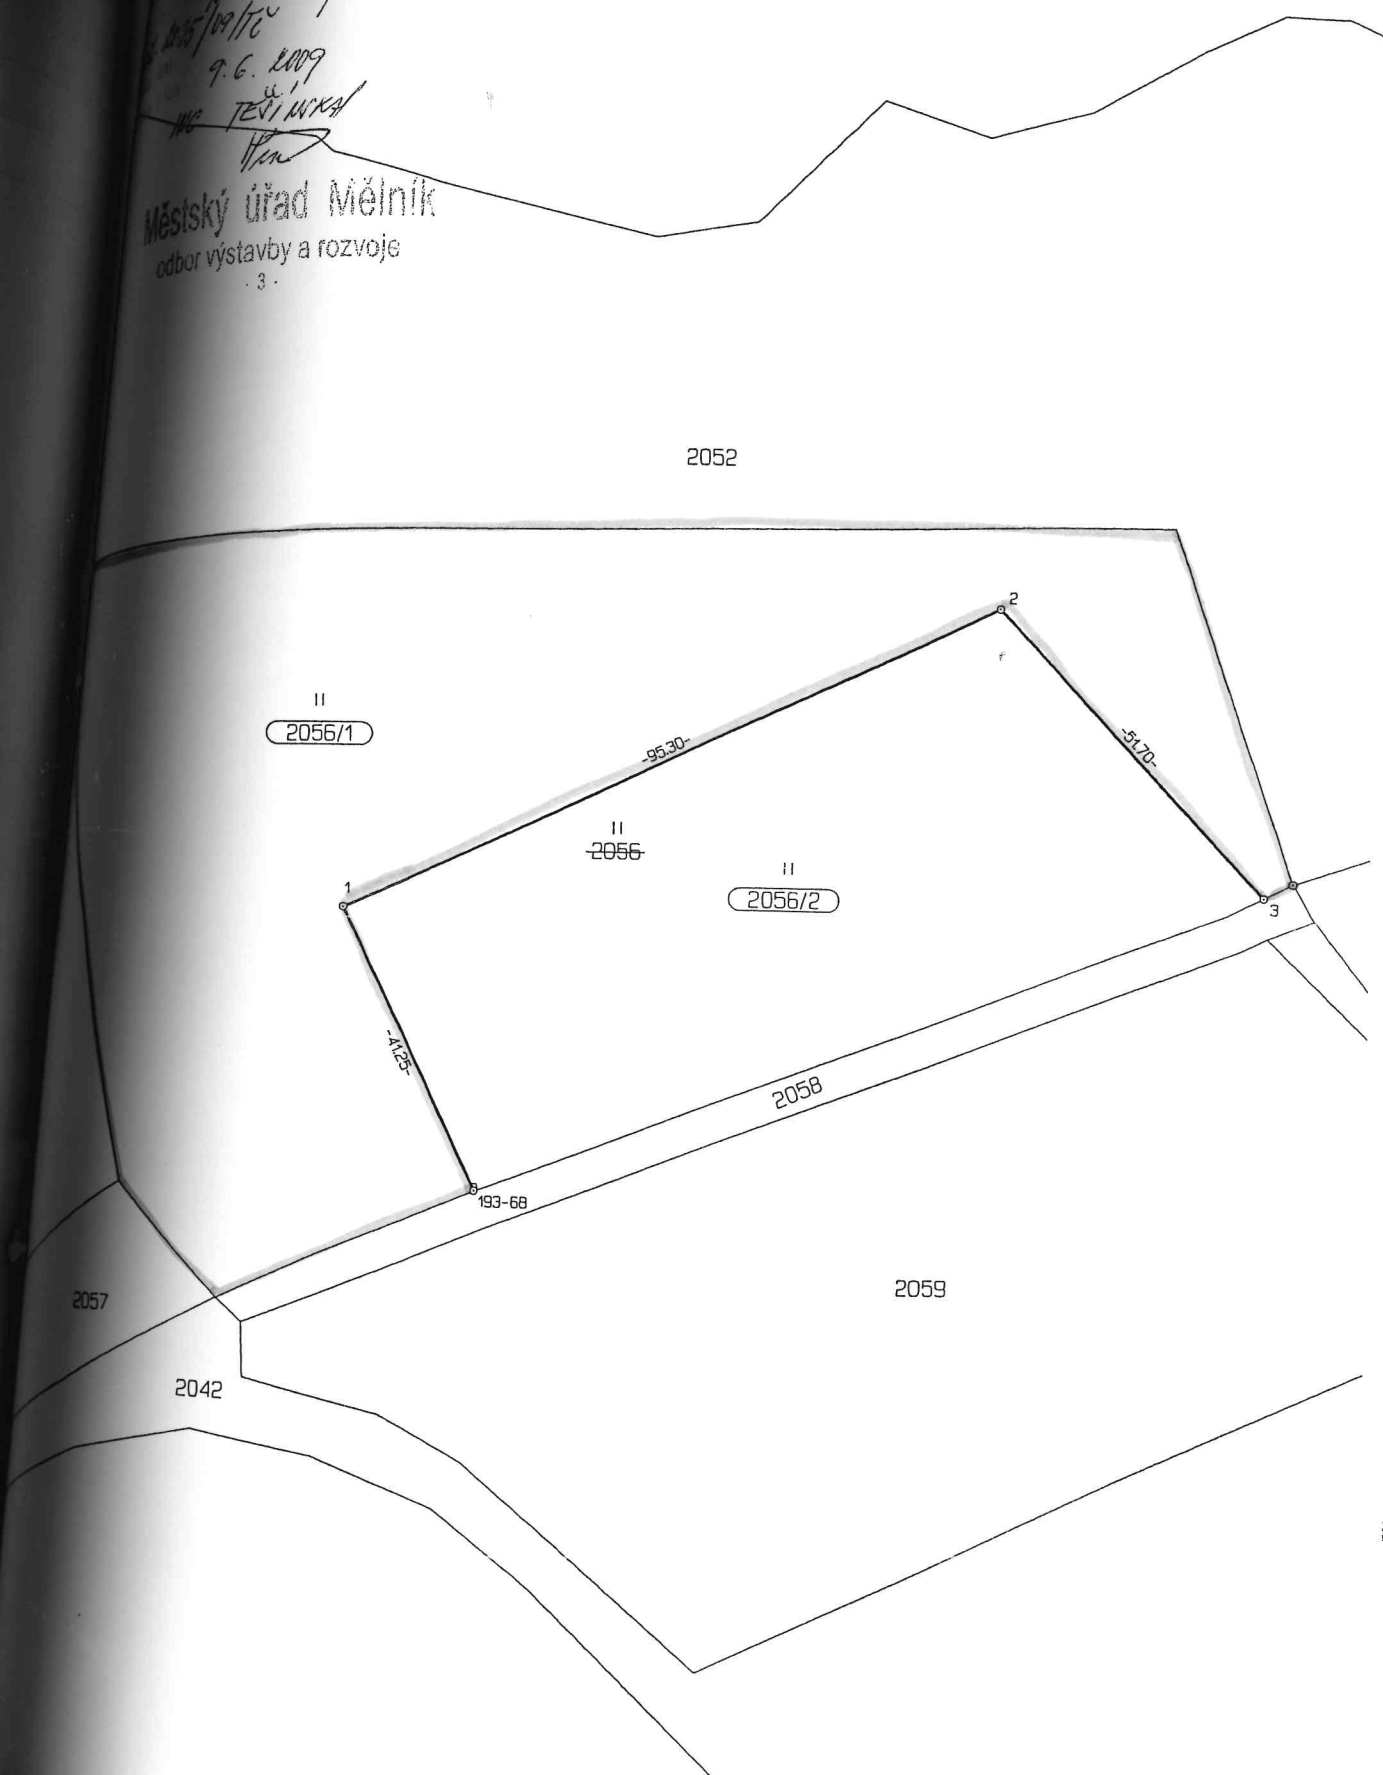 9.6. 2009
Městský úřad Mělník
odbor výstavby a rozvoje
- 3 -
2052
2
II
2056/1
-95.30-
-51.70-
II
2056
1
II
2056/2
3
-41.25-
2058
193-68
2059
2057
2042